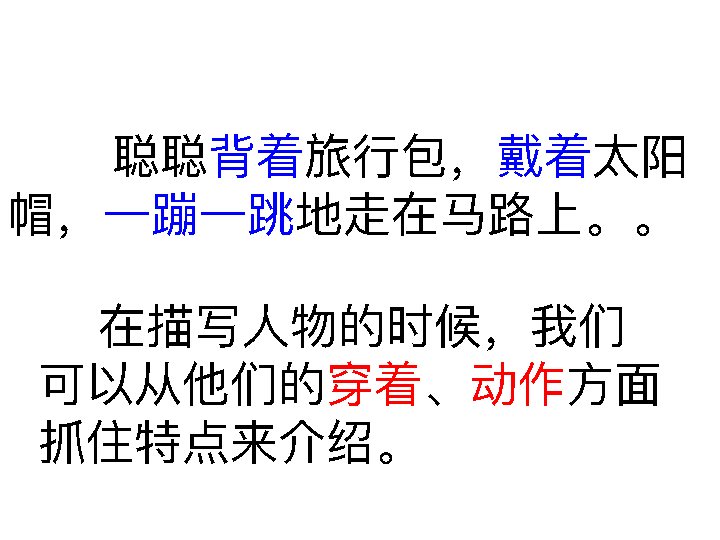 聪聪背着旅行包，戴着太阳
帽，一蹦一跳地走在马路上。。
在描写人物的时候，我们
可以从他们的穿着、动作方面
抓住特点来介绍。